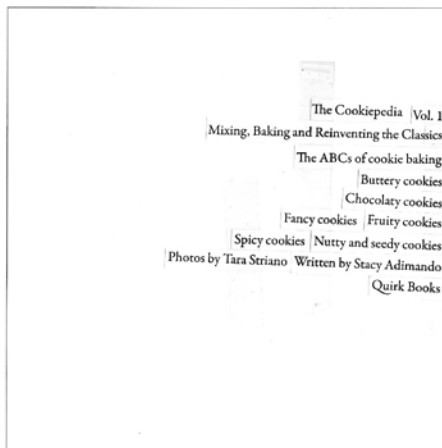 The Cookiepedia Vol. 1
Mixing, Baking and Reinventing the Classics
The ABCs of cookie baking
Buttery cookies
Chocolaty cookies
Fancy cookies Fruity cookies
Spicy cookies Nutty and seedy cookies
Photos by Tara Striano Written by Stacy Adimando
Quirk Books